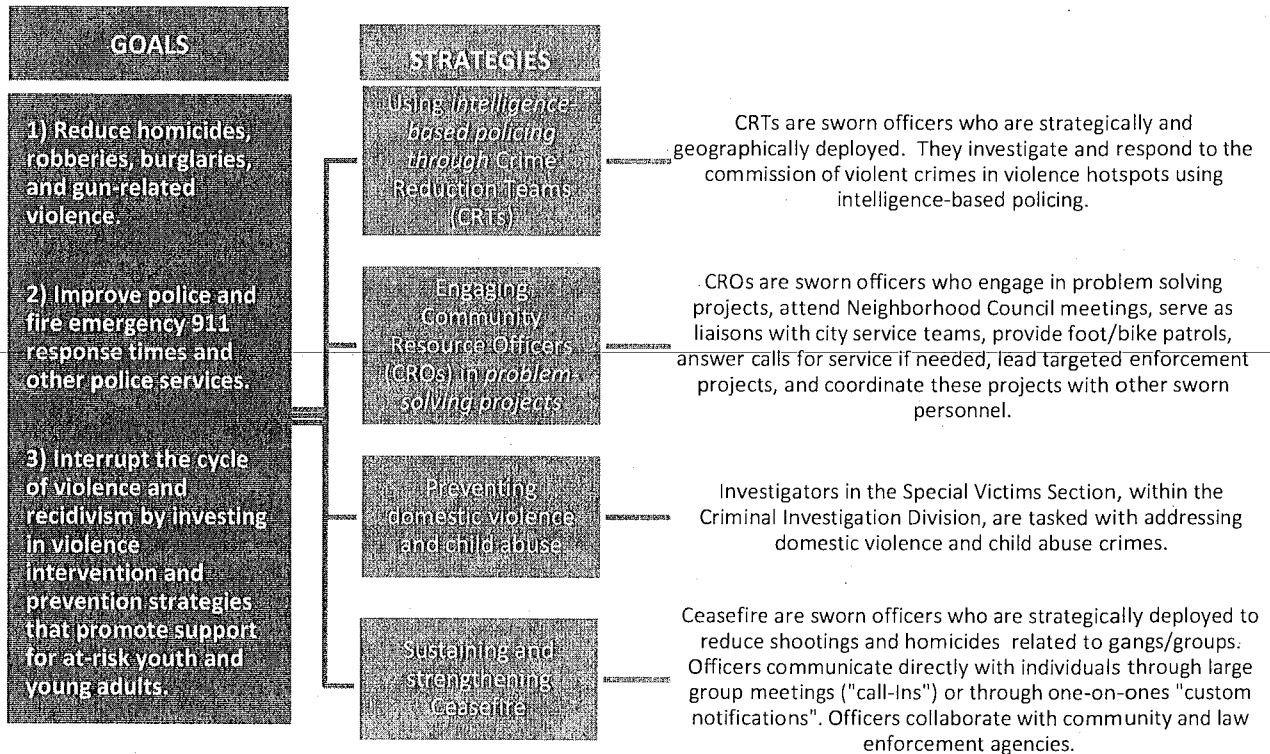 GOALS
1) Reduce homicides,
robberies, burglaries,
and gun-related
violence.
2) Improve police and
fire emergency 911
response times and
other police services.
3) Interrupt the cycle
of violence and
recidivism by investing
in violence
intervention and
prevention strategies
that promote support
for at-risk youth and
young adults.
STRATEGIES
Using intelligence-
based policing
through Crime
Reduction Teams
(CRTs)
CRTs are sworn officers who are strategically and
geographically deployed. They investigate and respond to the
commission of violent crimes in violence hotspots using
intelligence-based policing.
Engaging
Community
Resource Officers
(CROs) in problem
solving projects
CROs are sworn officers who engage in problem solving
projects, attend Neighborhood Council meetings, serve as
liaisons with city service teams, provide foot/bike patrols,
answer calls for service if needed, lead targeted enforcement
projects, and coordinate these projects with other sworn
personnel.
Preventing
domestic violence
and child abuse
Investigators in the Special Victims Section, within the
Criminal Investigation Division, are tasked with addressing
domestic violence and child abuse crimes.
Sustaining and
strengthening
Ceasefire
Ceasefire are sworn officers who are strategically deployed to
reduce shootings and homicides related to gangs/groups.
Officers communicate directly with individuals through large
group meetings ("call-Ins") or through one-on-ones "custom
notifications". Officers collaborate with community and law
enforcement agencies.